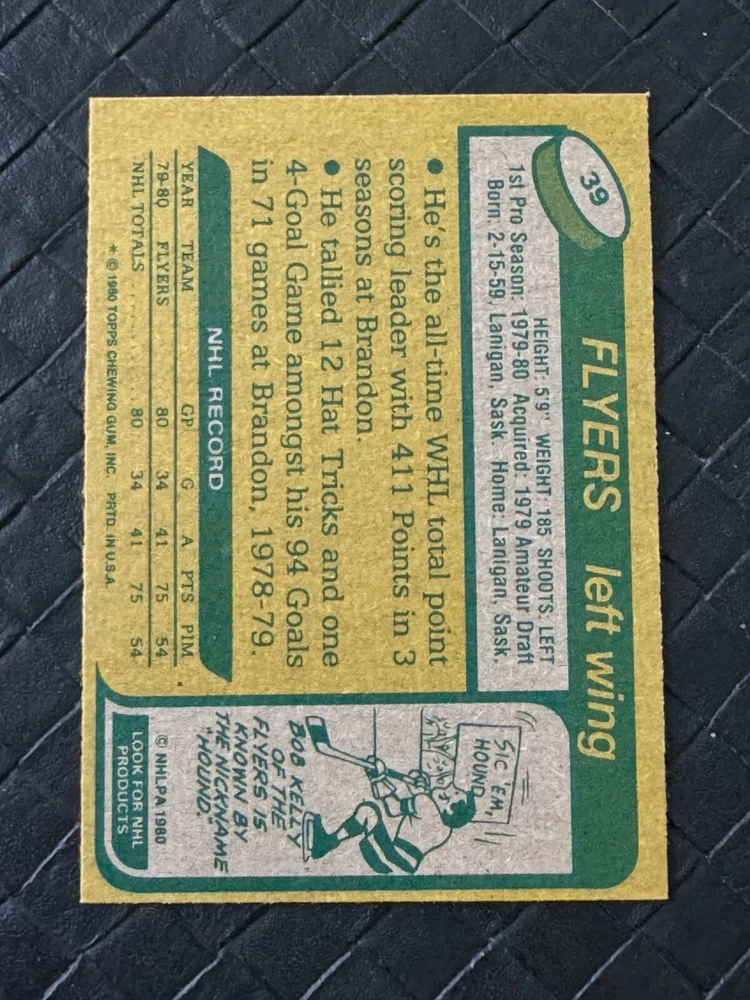 39
FLYERS left wing
HEIGHT: 5'9" WEIGHT: 185 SHOOTS: LEFT
1st Pro Season: 1979-80 Acquired: 1979 Amateur Draft
Born: 2-15-59, Lanigan, Sask. Home: Lanigan, Sask.
• He's the all-time WHL total point
scoring leader with 411 Points in 3
seasons at Brandon.
• He tallied 12 Hat Tricks and one
4-Goal Game amongst his 94 Goals
in 71 games at Brandon, 1978-79.
NHL RECORD
YEAR TEAM GP G A PTS PIM
79-80 FLYERS 80 34 41 75 54
NHL TOTALS . . . . . 80 34 41 75 54
* © 1980 TOPPS CHEWING GUM, INC. PRTD. IN U.S.A.
SIC 'EM,
HOUND
BOB KELLY
OF THE
FLYERS IS
KNOWN BY
THE NICKNAME
"HOUND."
© NHLPA 1980
LOOK FOR NHL
PRODUCTS